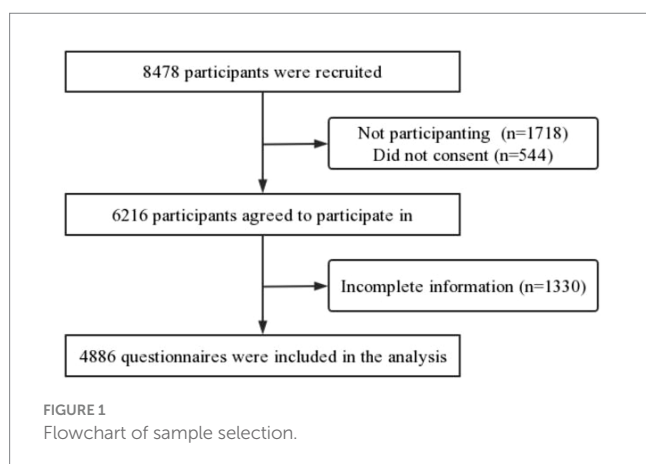 8478 participants were recruited
Not participanting (n=1718)
Did not consent (n=544)
6216 participants agreed to participate in
Incomplete information (n=1330)
4886 questionnaires were included in the analysis
FIGURE 1
Flowchart of sample selection.